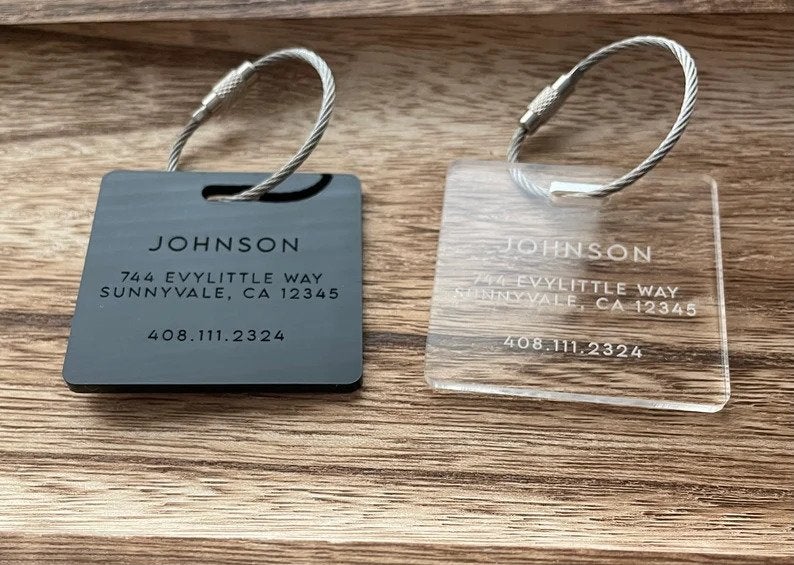 JOHNSON
744 EVYLITTLE WAY
SUNNYVALE, CA 12345
408.111.2324
JOHNSON
744 EVYLITTLE WAY
SUNNYVALE, CA 12345
408.111.2324